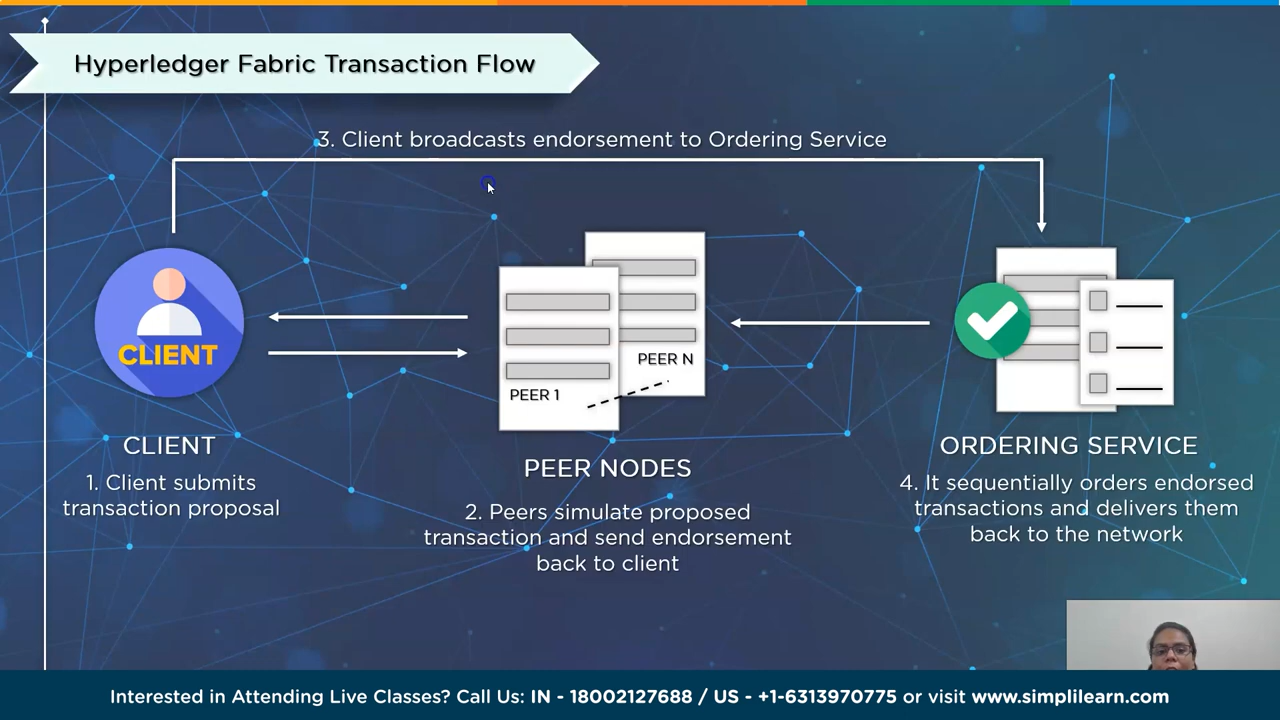 Hyperledger Fabric Transaction Flow
3. Client broadcasts endorsement to Ordering Service
CLIENT
PEER N
PEER 1
CLIENT
1. Client submits
transaction proposal
PEER NODES
2. Peers simulate proposed
transaction and send endorsement
back to client
ORDERING SERVICE
4. It sequentially orders endorsed
transactions and delivers them
back to the network
Interested in Attending Live Classes? Call Us: IN - 18002127688 / US - +1-6313970775 or visit www.simplilearn.com